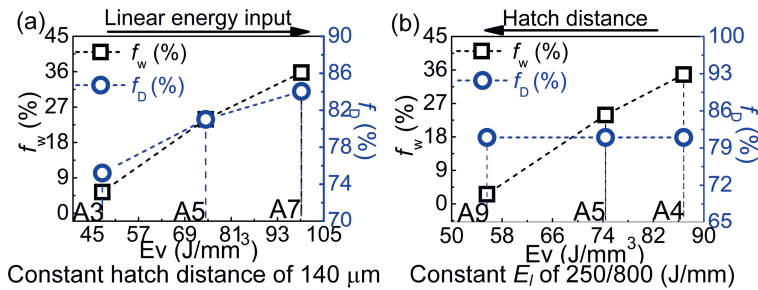 Linear energy input
Hatch distance
(a)
45
36
27
18
9
0
f_w (%)
f_w (%)
f_D (%)
90
86
82
78
74
70
f_D (%)
A3
A5
A7
45
57
69
81
93
105
Ev (J/mm³)
Constant hatch distance of 140 µm
(b)
45
36
27
18
9
0
f_w (%)
f_w (%)
f_D (%)
100
93
86
79
72
65
f_D (%)
A9
A5
A4
50
58
66
74
82
90
Ev (J/mm³)
Constant E_l of 250/800 (J/mm)